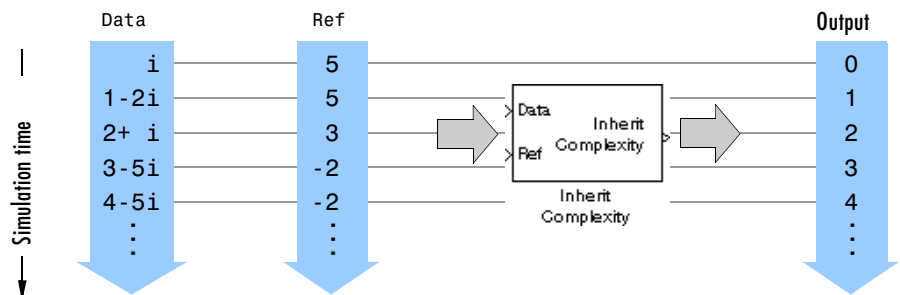 Data Ref Output
i 5 0
1-2i 5 1
2+ i 3 2
3-5i -2 3
4-5i -2 4
Simulation time
Data
Ref
Inherit
Complexity
Inherit
Complexity